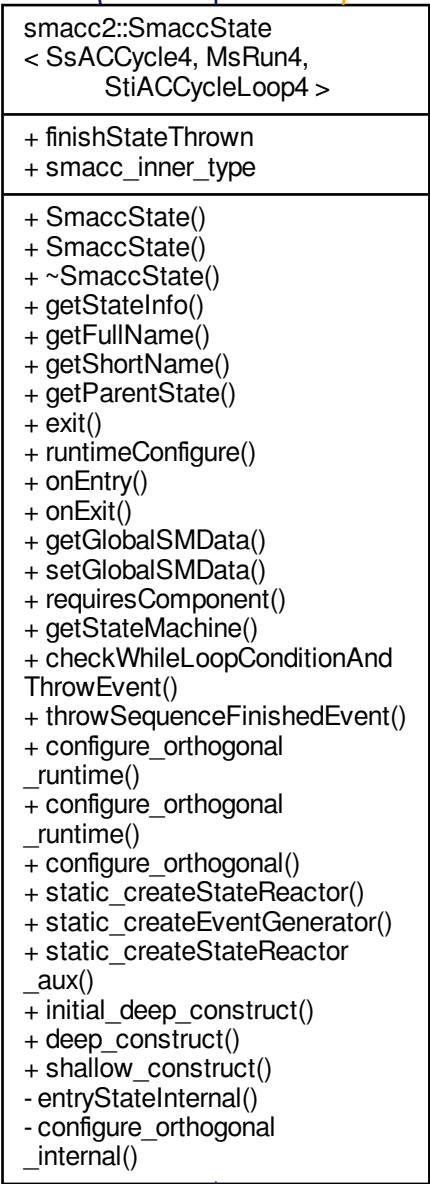 smacc2::SmaccState
< SsACCycle4, MsRun4,
StiACCycleLoop4 >
+ finishStateThrown
+ smacc_inner_type
+ SmaccState()
+ SmaccState()
+ ~SmaccState()
+ getStateInfo()
+ getFullName()
+ getShortName()
+ getParentState()
+ exit()
+ runtimeConfigure()
+ onEntry()
+ onExit()
+ getGlobalSMData()
+ setGlobalSMData()
+ requiresComponent()
+ getStateMachine()
+ checkWhileLoopConditionAnd
ThrowEvent()
+ throwSequenceFinishedEvent()
+ configure_orthogonal
_runtime()
+ configure_orthogonal
_runtime()
+ configure_orthogonal()
+ static_createStateReactor()
+ static_createEventGenerator()
+ static_createStateReactor
_aux()
+ initial_deep_construct()
+ deep_construct()
+ shallow_construct()
- entryStateInternal()
- configure_orthogonal
_internal()